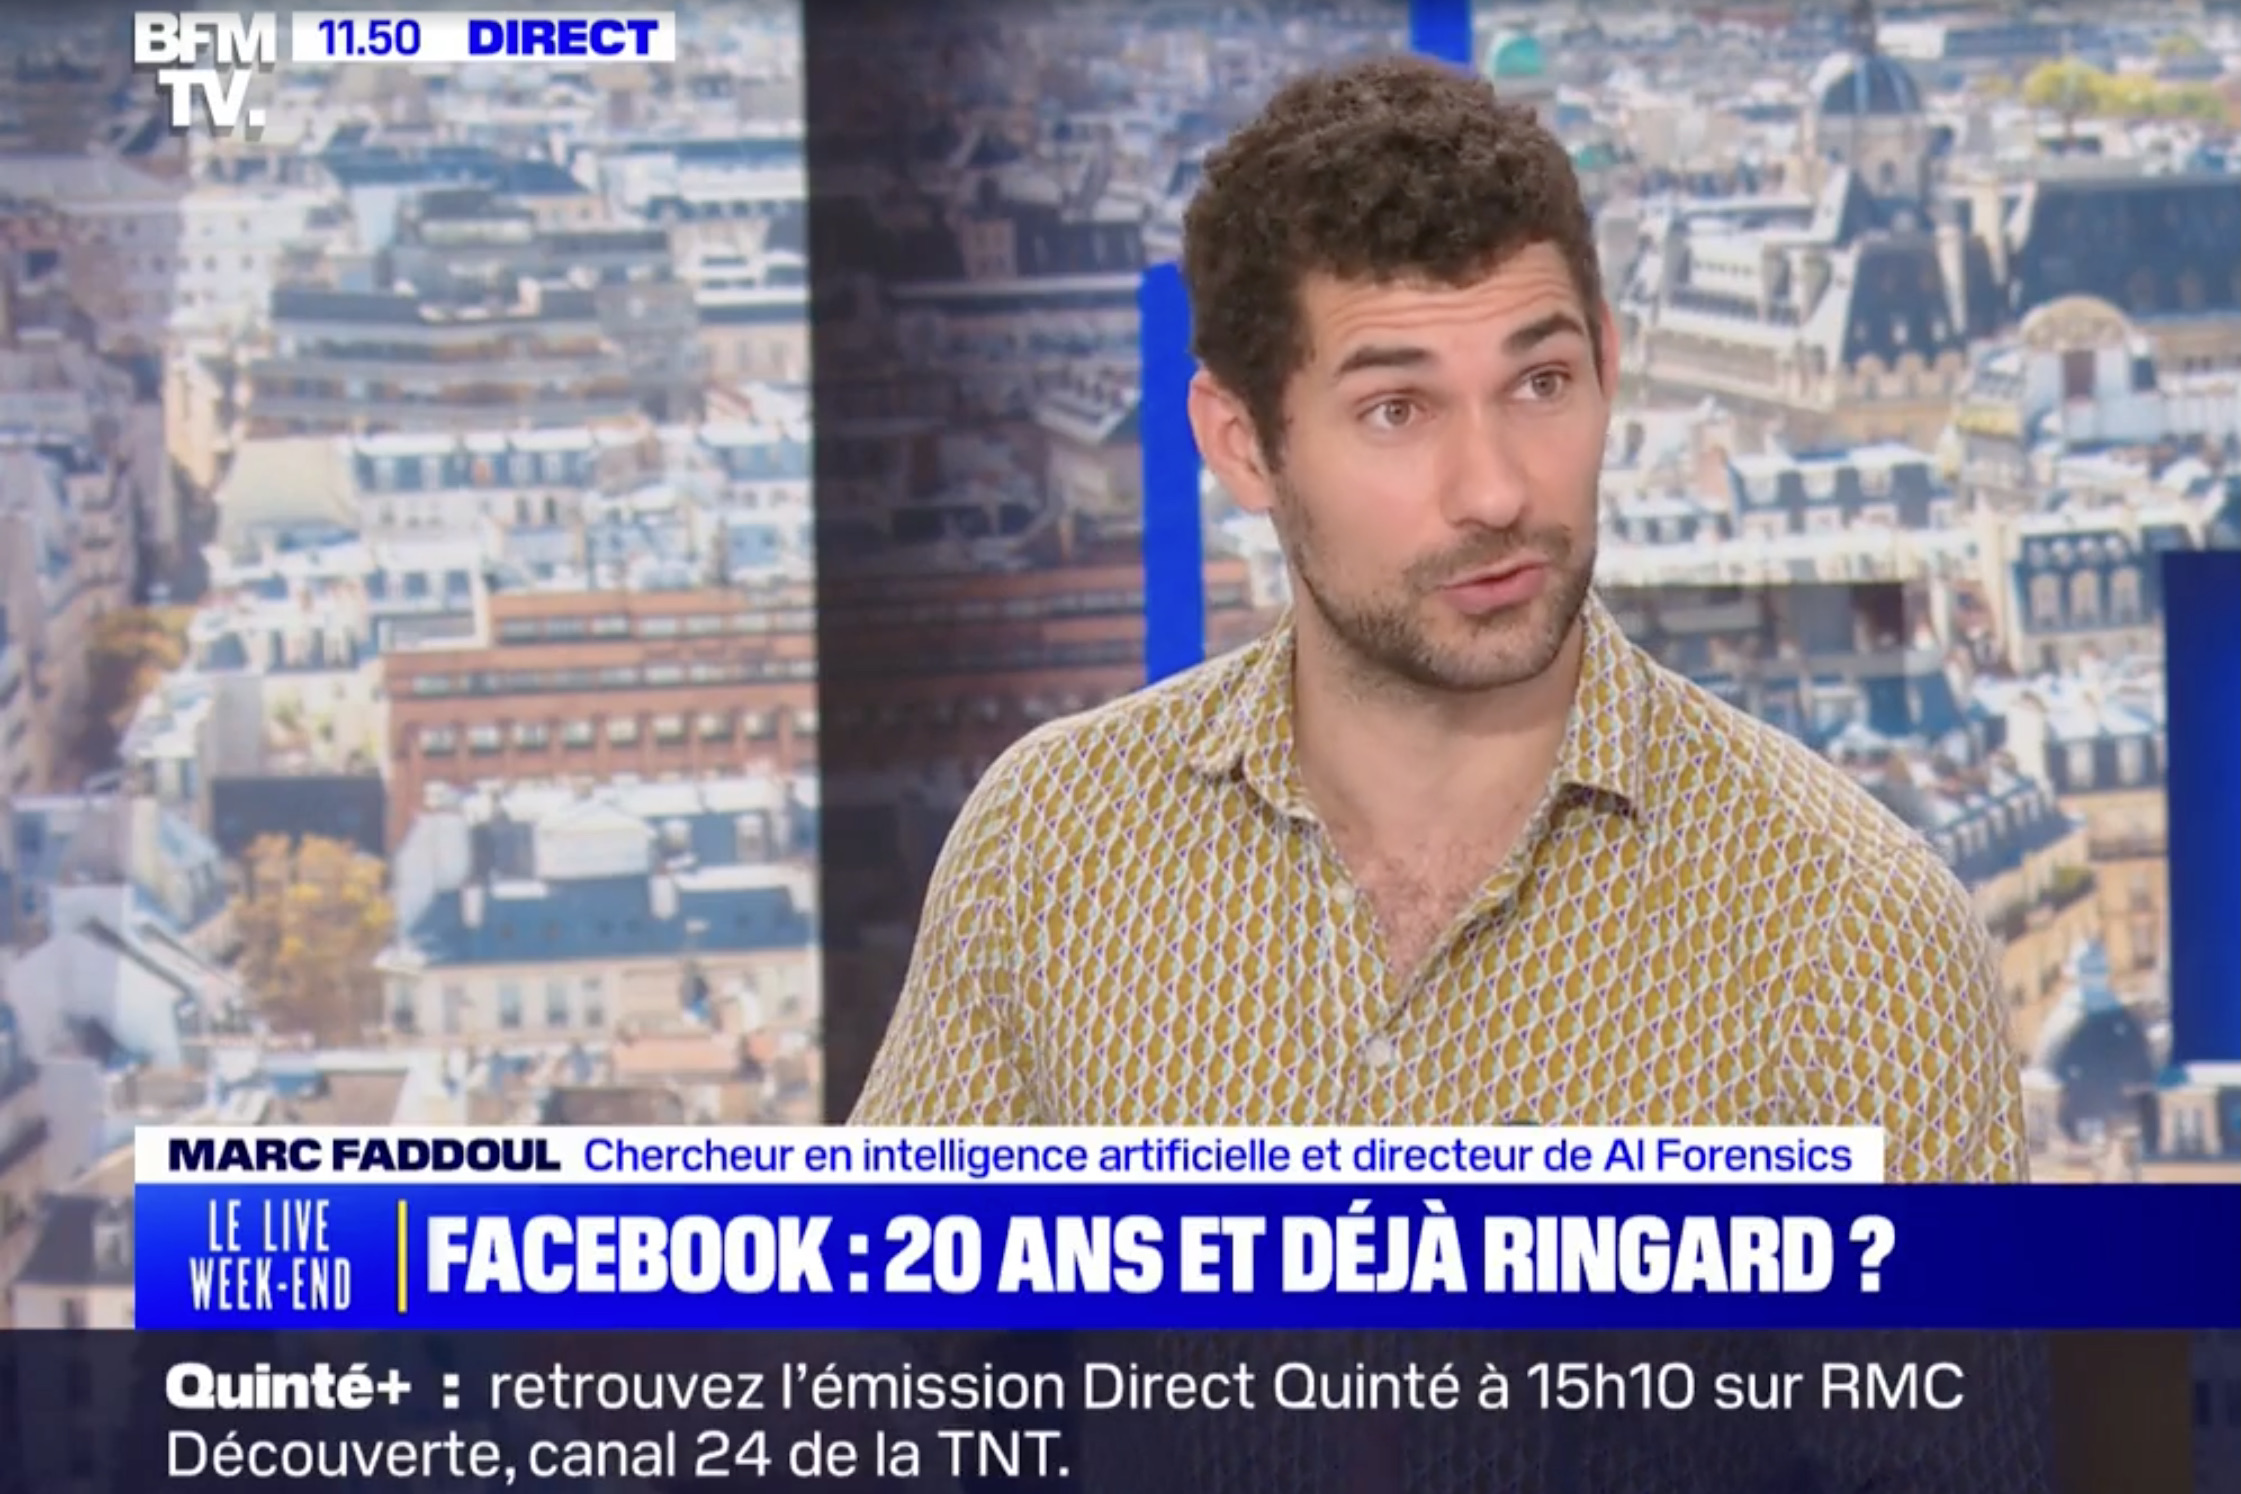 BFM 11.50 DIRECT
TV.
MARC FADDOUL Chercheur en intelligence artificielle et directeur de AI Forensics
LE LIVE
WEEK-END
FACEBOOK : 20 ANS ET DÉJÀ RINGARD ?
Quinté+ : retrouvez l'émission Direct Quinté à 15h10 sur RMC
Découverte, canal 24 de la TNT.